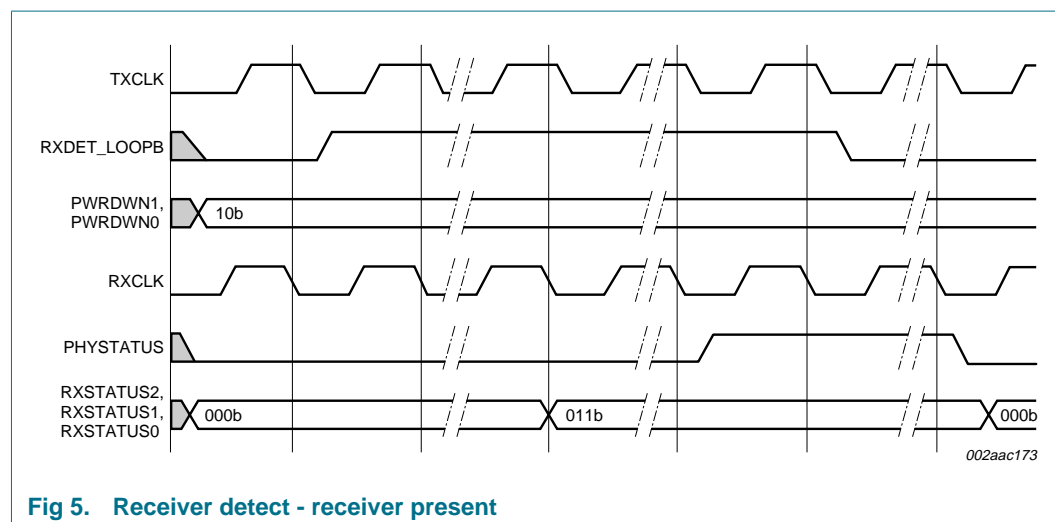 TXCLK
RXDET_LOOPB
PWRDWN1,
PWRDWN0
10b
RXCLK
PHYSTATUS
RXSTATUS2,
RXSTATUS1,
RXSTATUS0
000b
011b
000b
002aac173
Fig 5. Receiver detect - receiver present